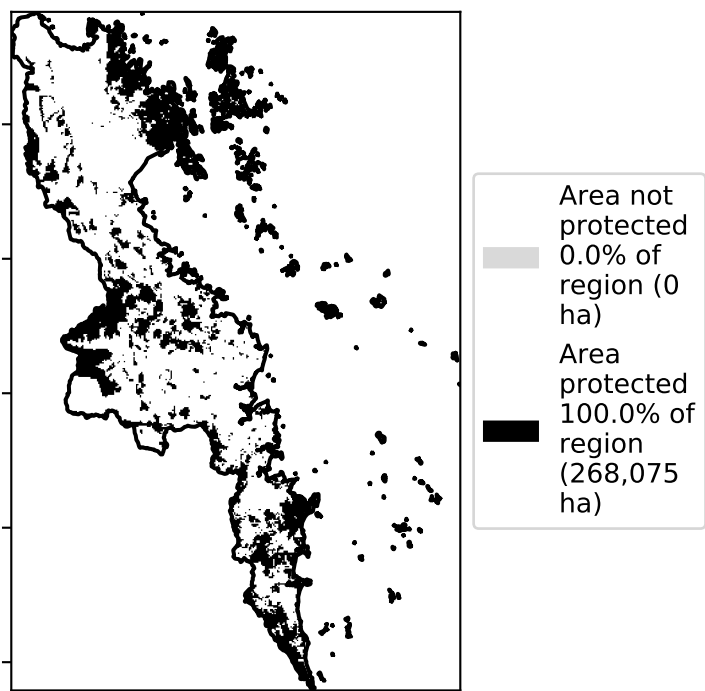 Area not
protected
0.0% of
region (0
ha)
Area
protected
100.0% of
region
(268,075
ha)